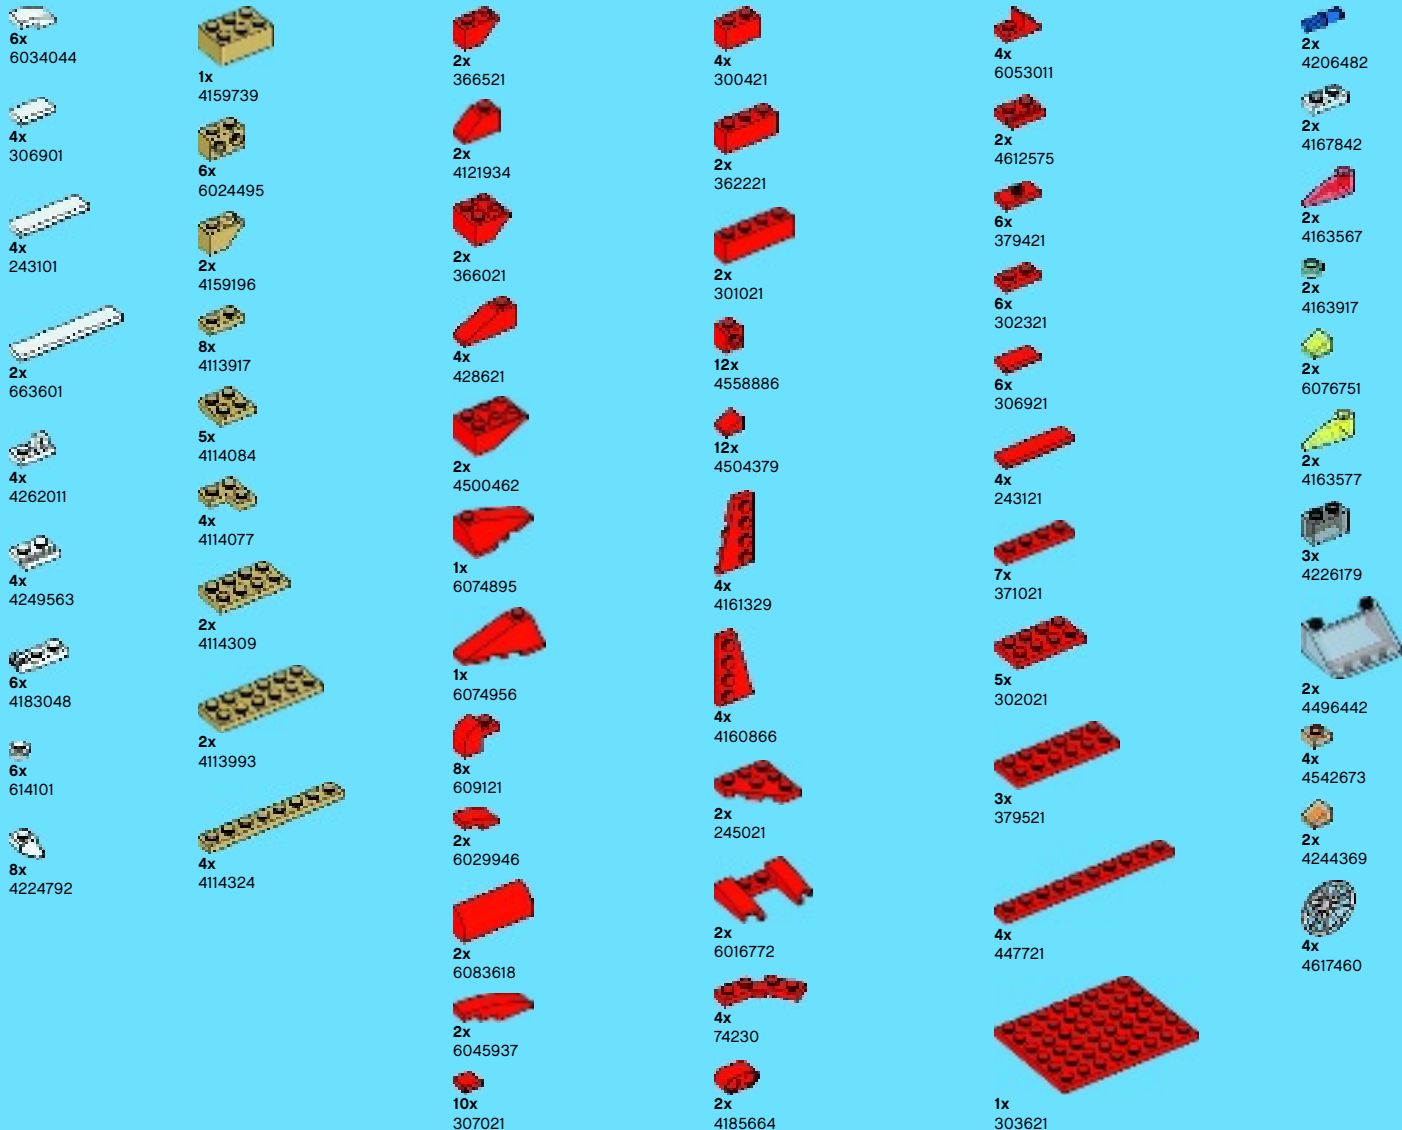 6x
6034044
4x
306901
4x
243101
2x
663601
4x
4262011
4x
4249563
6x
4183048
6x
614101
8x
4224792
1x
4159739
6x
6024495
2x
4159196
8x
4113917
5x
4114084
4x
4114077
2x
4114309
2x
4113993
4x
4114324
2x
366521
2x
4121934
2x
366021
4x
428621
2x
4500462
1x
6074895
1x
6074956
8x
609121
2x
6029946
2x
6083618
2x
6045937
10x
307021
4x
300421
2x
362221
2x
301021
12x
4558886
12x
4504379
4x
4161329
4x
4160866
2x
245021
2x
6016772
4x
74230
2x
4185664
4x
6053011
2x
4612575
6x
379421
6x
302321
6x
306921
4x
243121
7x
371021
5x
302021
3x
379521
4x
447721
1x
303621
2x
4206482
2x
4167842
2x
4163567
2x
4163917
2x
6076751
2x
4163577
3x
4226179
2x
4496442
4x
4542673
2x
4244369
4x
4617460